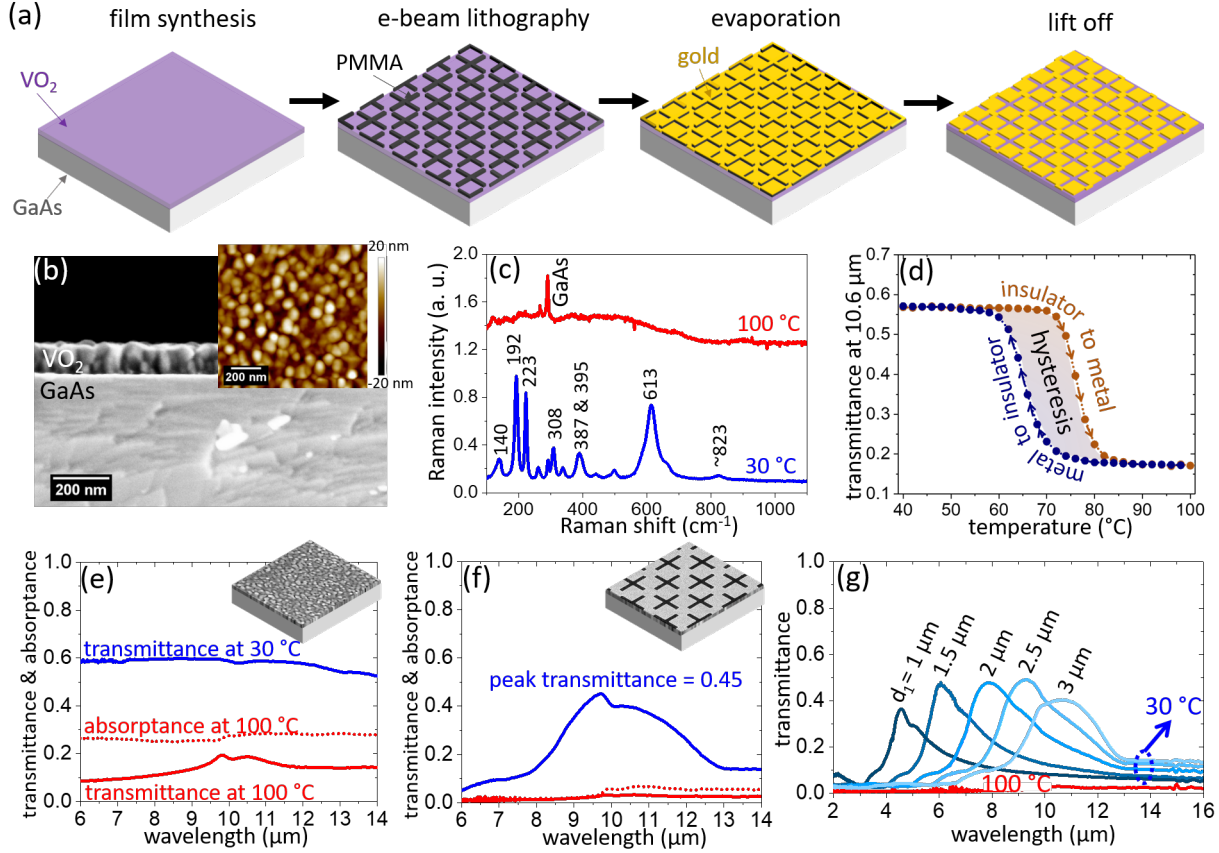 (a) film synthesis e-beam lithography evaporation lift off
VO₂ PMMA gold
GaAs
(b)
VO₂
GaAs
200 nm
20 nm
-20 nm
200 nm
(c)
2.0
1.6
1.2
0.8
0.4
0.0
Raman intensity (a. u.)
GaAs
100 °C
140
192
223
308
387 & 395
613
~823
30 °C
200 400 600 800 1000
Raman shift (cm⁻¹)
(d)
0.7
0.6
0.5
0.4
0.3
0.2
0.1
transmittance at 10.6 μm
insulator to metal
hysteresis
metal to insulator
40 50 60 70 80 90 100
temperature (°C)
(e)
1.0
0.8
0.6
0.4
0.2
0.0
transmittance & absorptance
transmittance at 30 °C
absorptance at 100 °C
transmittance at 100 °C
6 7 8 9 10 11 12 13 14
wavelength (μm)
(f)
1.0
0.8
0.6
0.4
0.2
0.0
transmittance & absorptance
peak transmittance = 0.45
6 7 8 9 10 11 12 13 14
wavelength (μm)
(g)
1.0
0.8
0.6
0.4
0.2
0.0
transmittance
d₁ = 1 μm
1.5 μm
2 μm
2.5 μm
3 μm
30 °C
100 °C
2 4 6 8 10 12 14 16
wavelength (μm)